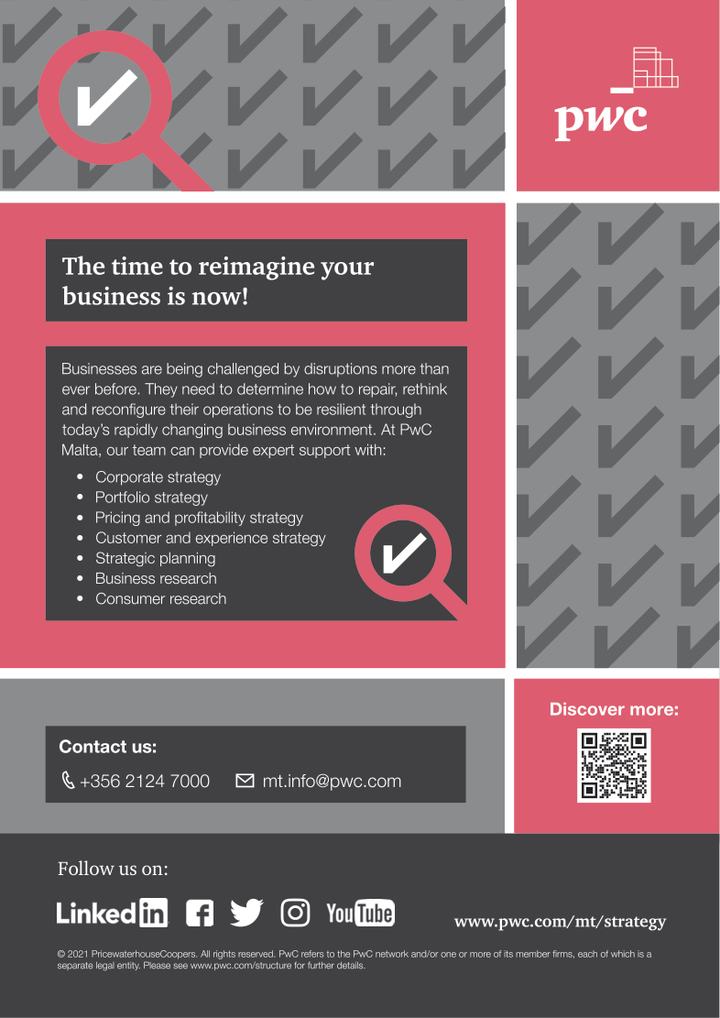 pwc
The time to reimagine your
business is now!
Businesses are being challenged by disruptions more than
ever before. They need to determine how to repair, rethink
and reconfigure their operations to be resilient through
today's rapidly changing business environment. At PwC
Malta, our team can provide expert support with:
• Corporate strategy
• Portfolio strategy
• Pricing and profitability strategy
• Customer and experience strategy
• Strategic planning
• Business research
• Consumer research
Discover more:
Contact us:
+356 2124 7000 mt.info@pwc.com
Follow us on:
Linked in YouTube
www.pwc.com/mt/strategy
© 2021 PricewaterhouseCoopers. All rights reserved. PwC refers to the PwC network and/or one or more of its member firms, each of which is a
separate legal entity. Please see www.pwc.com/structure for further details.